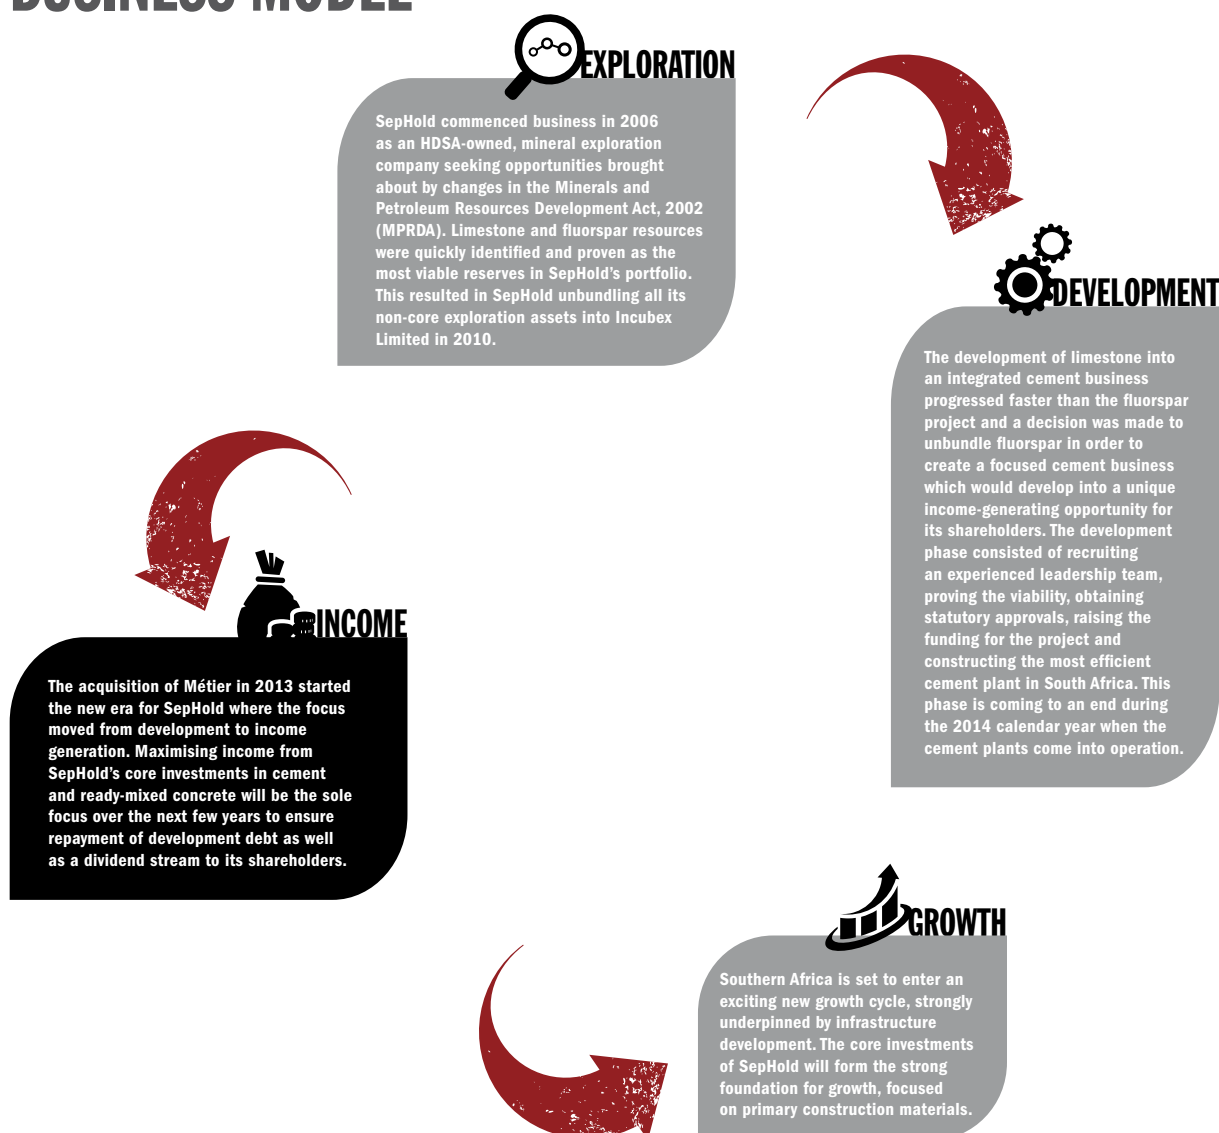 BUSINESS MODEL
EXPLORATION
SepHold commenced business in 2006
as an HDSA-owned, mineral exploration
company seeking opportunities brought
about by changes in the Minerals and
Petroleum Resources Development Act, 2002
(MPRDA). Limestone and fluorspar resources
were quickly identified and proven as the
most viable reserves in SepHold’s portfolio.
This resulted in SepHold unbundling all its
non-core exploration assets into Incubex
Limited in 2010.
DEVELOPMENT
The development of limestone into
an integrated cement business
progressed faster than the fluorspar
project and a decision was made to
unbundle fluorspar in order to
create a focused cement business
which would develop into a unique
income-generating opportunity for
its shareholders. The development
phase consisted of recruiting
an experienced leadership team,
proving the viability, obtaining
statutory approvals, raising the
funding for the project and
constructing the most efficient
cement plant in South Africa. This
phase is coming to an end during
the 2014 calendar year when the
cement plants come into operation.
INCOME
The acquisition of Métier in 2013 started
the new era for SepHold where the focus
moved from development to income
generation. Maximising income from
SepHold’s core investments in cement
and ready-mixed concrete will be the sole
focus over the next few years to ensure
repayment of development debt as well
as a dividend stream to its shareholders.
GROWTH
Southern Africa is set to enter an
exciting new growth cycle, strongly
underpinned by infrastructure
development. The core investments
of SepHold will form the strong
foundation for growth, focused
on primary construction materials.